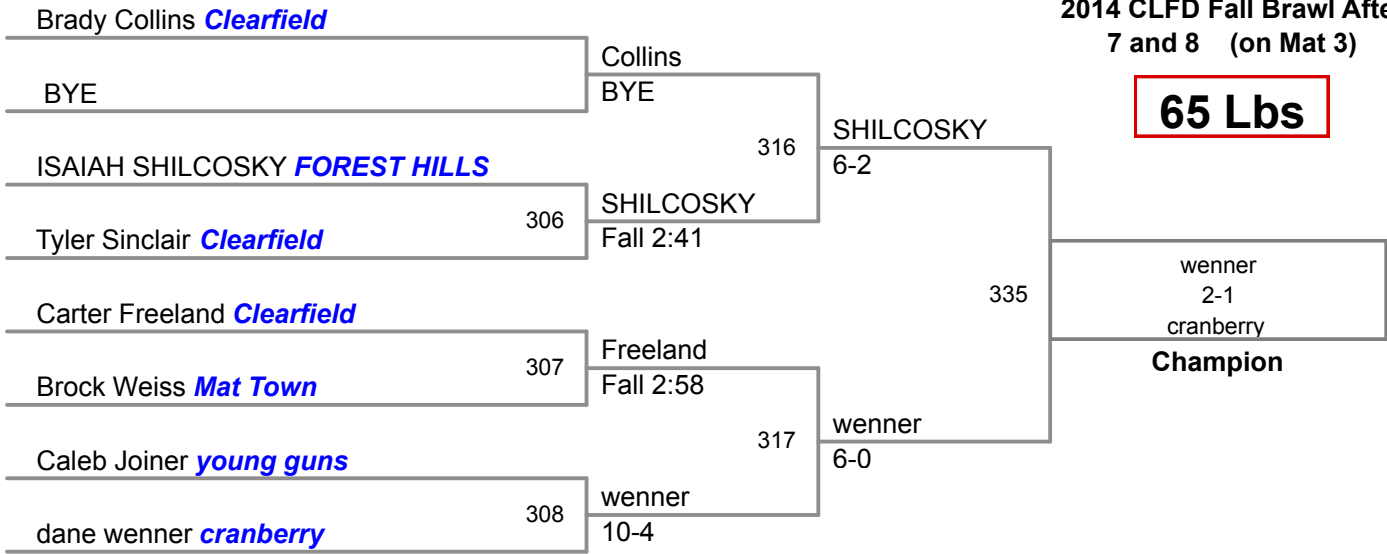 Brady Collins Clearfield
BYE
ISAIAH SHILCOSKY FOREST HILLS
Tyler Sinclair Clearfield
Carter Freeland Clearfield
Brock Weiss Mat Town
Caleb Joiner young guns
dane wenner cranberry
306
307
308
Collins
BYE
SHILCOSKY
Fall 2:41
Freeland
Fall 2:58
wenner
10-4
316
317
SHILCOSKY
6-2
wenner
6-0
335
2014 CLFD Fall Brawl Afte
7 and 8 (on Mat 3)
65 Lbs
wenner
2-1
cranberry
Champion